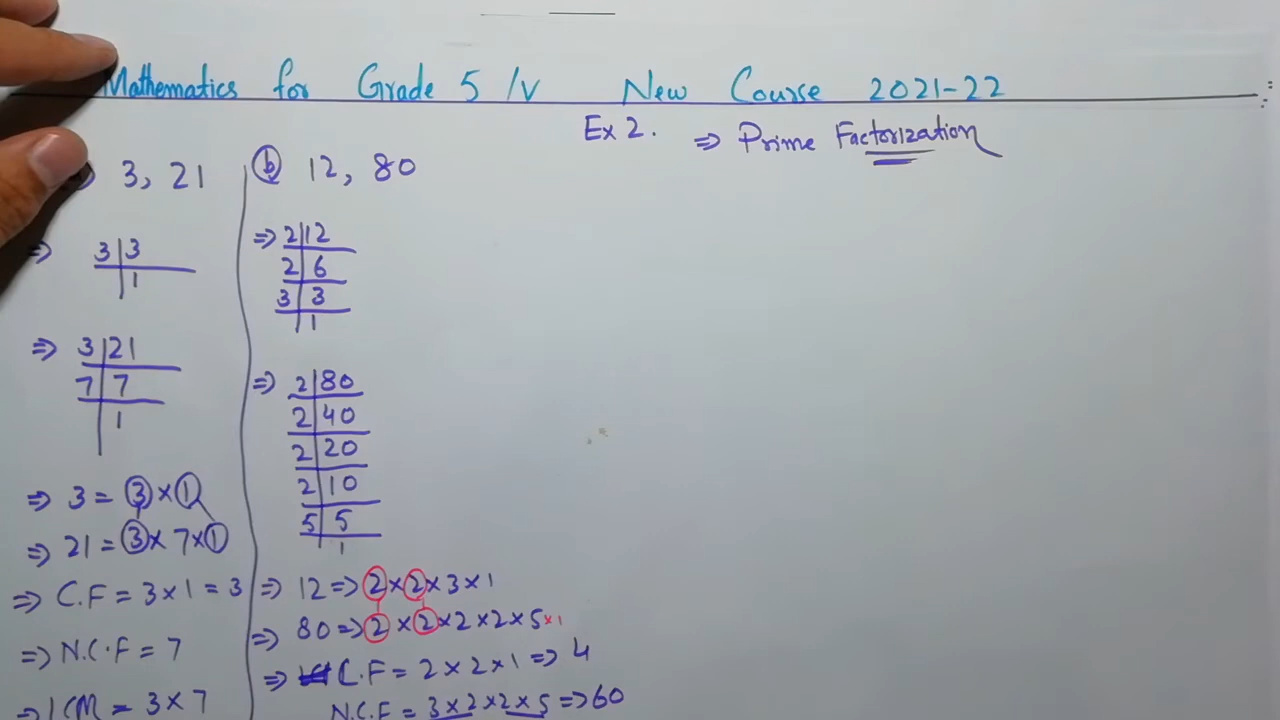 Mathematics for Grade 5 /V New Course 2021-22
Ex 2. ⇒ Prime Factorization
) 3, 21
⇒ 3|3
1
⇒ 3|21
7|7
1
⇒ 3 = 3 × 1
⇒ 21 = 3 × 7 × 1
⇒ C.F = 3 × 1 = 3
⇒ N.C.F = 7
⇒ LCM = 3 × 7
(b) 12, 80
⇒ 2|12
2|6
3|3
1
⇒ 2|80
2|40
2|20
2|10
5|5
1
⇒ 12 ⇒ 2 × 2 × 3 × 1
⇒ 80 ⇒ 2 × 2 × 2 × 2 × 5 × 1
⇒ C.F = 2 × 2 × 1 ⇒ 4
N.C.F = 3 × 2 × 2 × 5 ⇒ 60